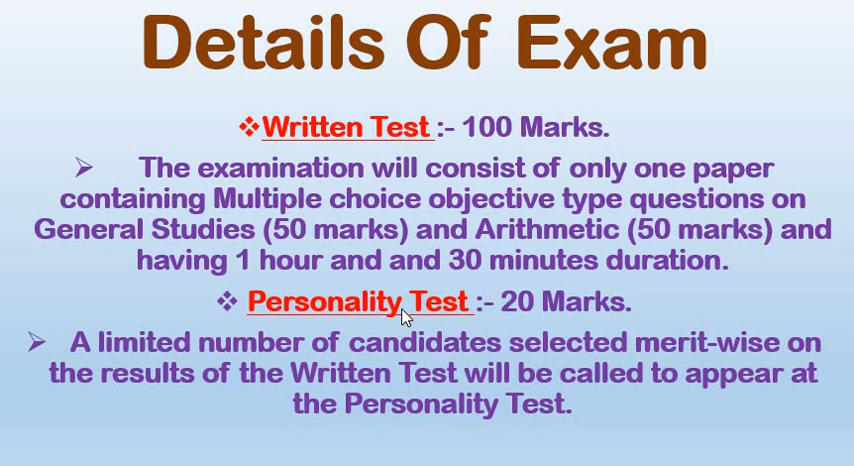 Details Of Exam
❖Written Test :- 100 Marks.
➢ The examination will consist of only one paper
containing Multiple choice objective type questions on
General Studies (50 marks) and Arithmetic (50 marks) and
having 1 hour and and 30 minutes duration.
❖ Personality Test :- 20 Marks.
➢ A limited number of candidates selected merit-wise on
the results of the Written Test will be called to appear at
the Personality Test.